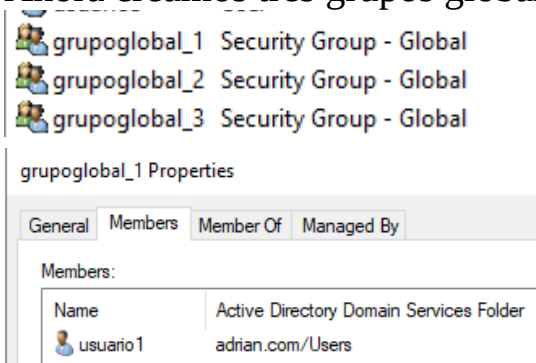 grupoglobal_1 Security Group - Global
grupoglobal_2 Security Group - Global
grupoglobal_3 Security Group - Global
grupoglobal_1 Properties
General Members Member Of Managed By
Members:
Name Active Directory Domain Services Folder
usuario1 adrian.com/Users